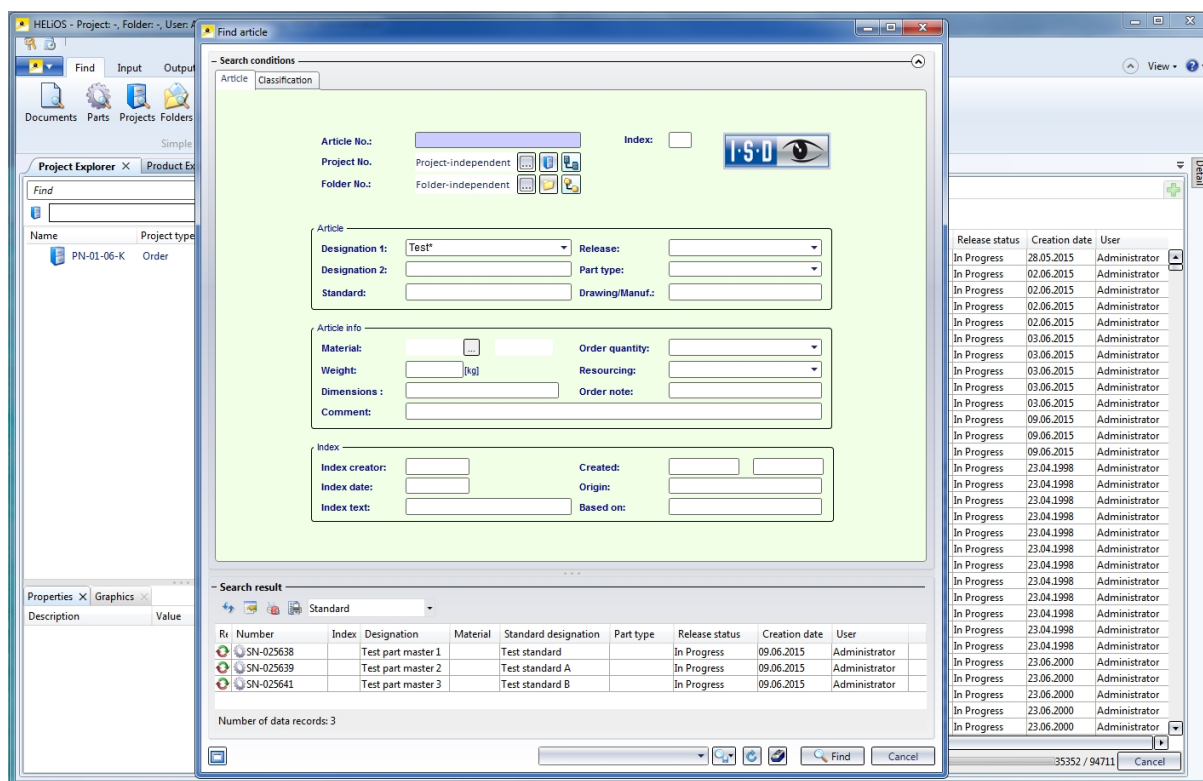 HELiOS - Project: -, Folder: -, User: A
Find article
Find Input Output
View
Documents Parts Projects Folders
Simple
Project Explorer Product Ex
Find
Name Project type
PN-01-06-K Order
Properties Graphics
Description Value
Search conditions
Article Classification
Article No.: Index:
I·S·D
Project No. Project-independent ...
Folder No.: Folder-independent ...
Article
Designation 1: Test* Release:
Designation 2: Part type:
Standard: Drawing/Manuf.:
Article info
Material: ... Order quantity:
Weight: [kg] Resourcing:
Dimensions : Order note:
Comment:
Index
Index creator: Created:
Index date: Origin:
Index text: Based on:
Search result
Standard
Re Number Index Designation Material Standard designation Part type Release status Creation date User
SN-025638 Test part master 1 Test standard In Progress 09.06.2015 Administrator
SN-025639 Test part master 2 Test standard A In Progress 09.06.2015 Administrator
SN-025641 Test part master 3 Test standard B In Progress 09.06.2015 Administrator
Number of data records: 3
Find Cancel
Detail
Release status Creation date User
In Progress 28.05.2015 Administrator
In Progress 02.06.2015 Administrator
In Progress 02.06.2015 Administrator
In Progress 02.06.2015 Administrator
In Progress 02.06.2015 Administrator
In Progress 03.06.2015 Administrator
In Progress 03.06.2015 Administrator
In Progress 03.06.2015 Administrator
In Progress 03.06.2015 Administrator
In Progress 03.06.2015 Administrator
In Progress 09.06.2015 Administrator
In Progress 09.06.2015 Administrator
In Progress 09.06.2015 Administrator
In Progress 23.04.1998 Administrator
In Progress 23.04.1998 Administrator
In Progress 23.04.1998 Administrator
In Progress 23.04.1998 Administrator
In Progress 23.04.1998 Administrator
In Progress 23.04.1998 Administrator
In Progress 23.04.1998 Administrator
In Progress 23.04.1998 Administrator
In Progress 23.04.1998 Administrator
In Progress 23.04.1998 Administrator
In Progress 23.04.1998 Administrator
In Progress 23.04.1998 Administrator
In Progress 23.06.2000 Administrator
In Progress 23.06.2000 Administrator
In Progress 23.06.2000 Administrator
In Progress 23.06.2000 Administrator
In Progress 23.06.2000 Administrator
35352 / 94711 Cancel